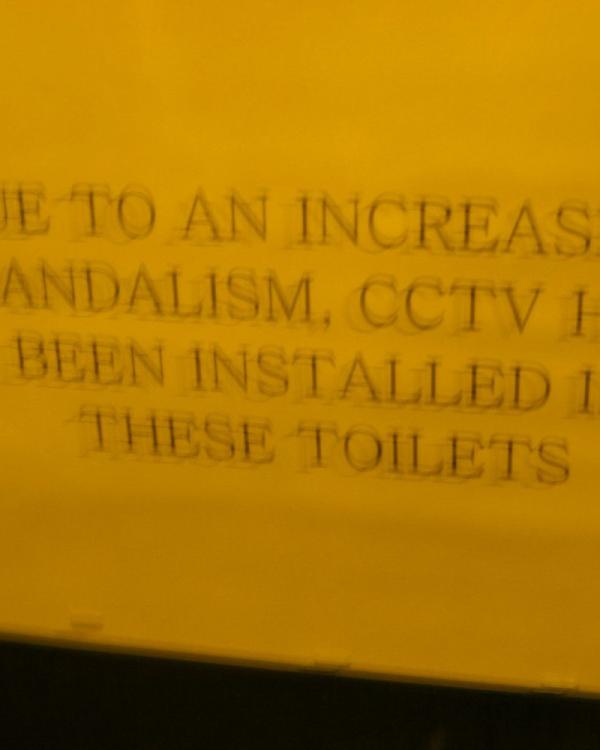 UE TO AN INCREAS
ANDALISM, CCTV H
BEEN INSTALLED I
THESE TOILETS